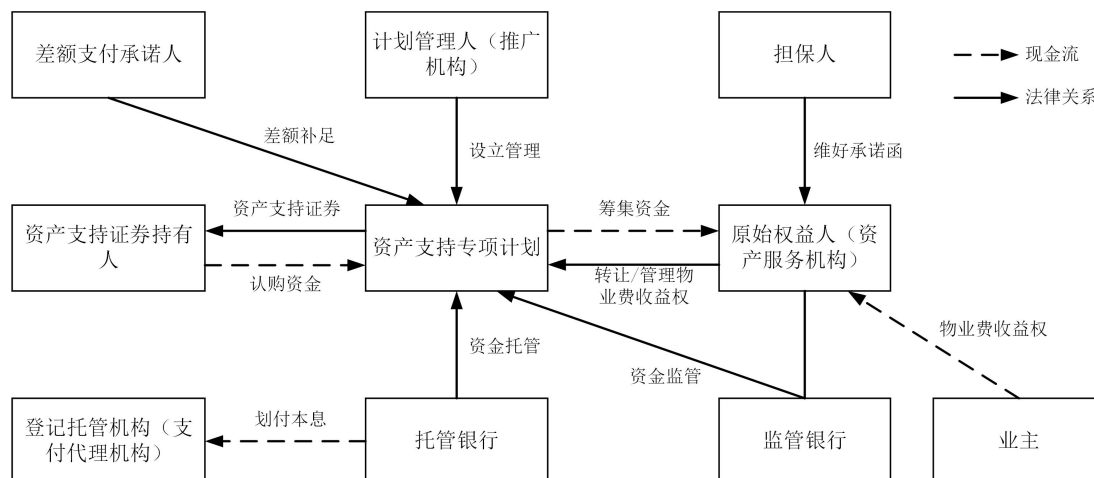 差额支付承诺人
计划管理人（推广
机构）
担保人
现金流
法律关系
差额补足
设立管理
维好承诺函
资产支持证券持有
人
资产支持证券
认购资金
资产支持专项计划
筹集资金
转让/管理物
业费收益权
原始权益人（资
产服务机构）
资金托管
资金监管
物业费收益权
登记托管机构（支
付代理机构）
划付本息
托管银行
监管银行
业主